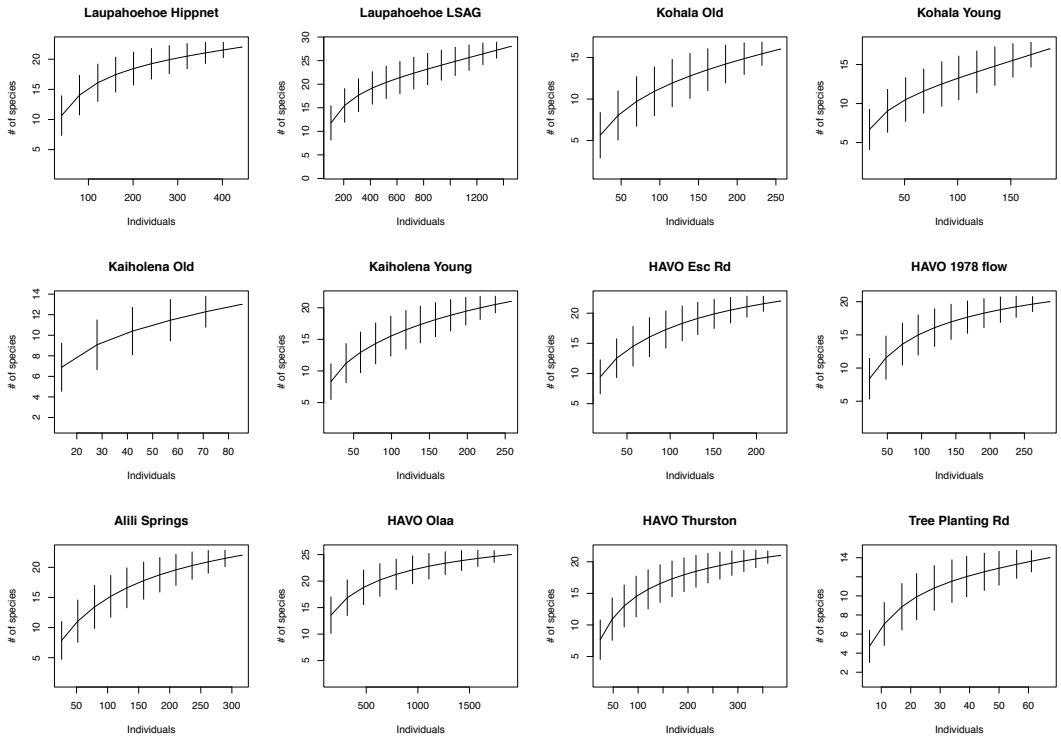 Laupahoehoe Hippnet
# of species
5 10 15 20
100 200 300 400
Individuals
Laupahoehoe LSAG
# of species
0 5 10 15 20 25 30
200 400 600 800 1200
Individuals
Kohala Old
# of species
5 10 15
50 100 150 200 250
Individuals
Kohala Young
# of species
5 10 15
50 100 150
Individuals
Kaiholena Old
# of species
2 4 6 8 10 12 14
20 30 40 50 60 70 80
Individuals
Kaiholena Young
# of species
5 10 15 20
50 100 150 200 250
Individuals
HAVO Esc Rd
# of species
5 10 15 20
50 100 150 200
Individuals
HAVO 1978 flow
# of species
5 10 15 20
50 100 150 200 250
Individuals
Alili Springs
# of species
5 10 15 20
50 100 150 200 250 300
Individuals
HAVO Olaa
# of species
5 10 15 20 25
500 1000 1500
Individuals
HAVO Thurston
# of species
5 10 15 20
50 100 200 300
Individuals
Tree Planting Rd
# of species
2 4 6 8 10 12 14
10 20 30 40 50 60
Individuals